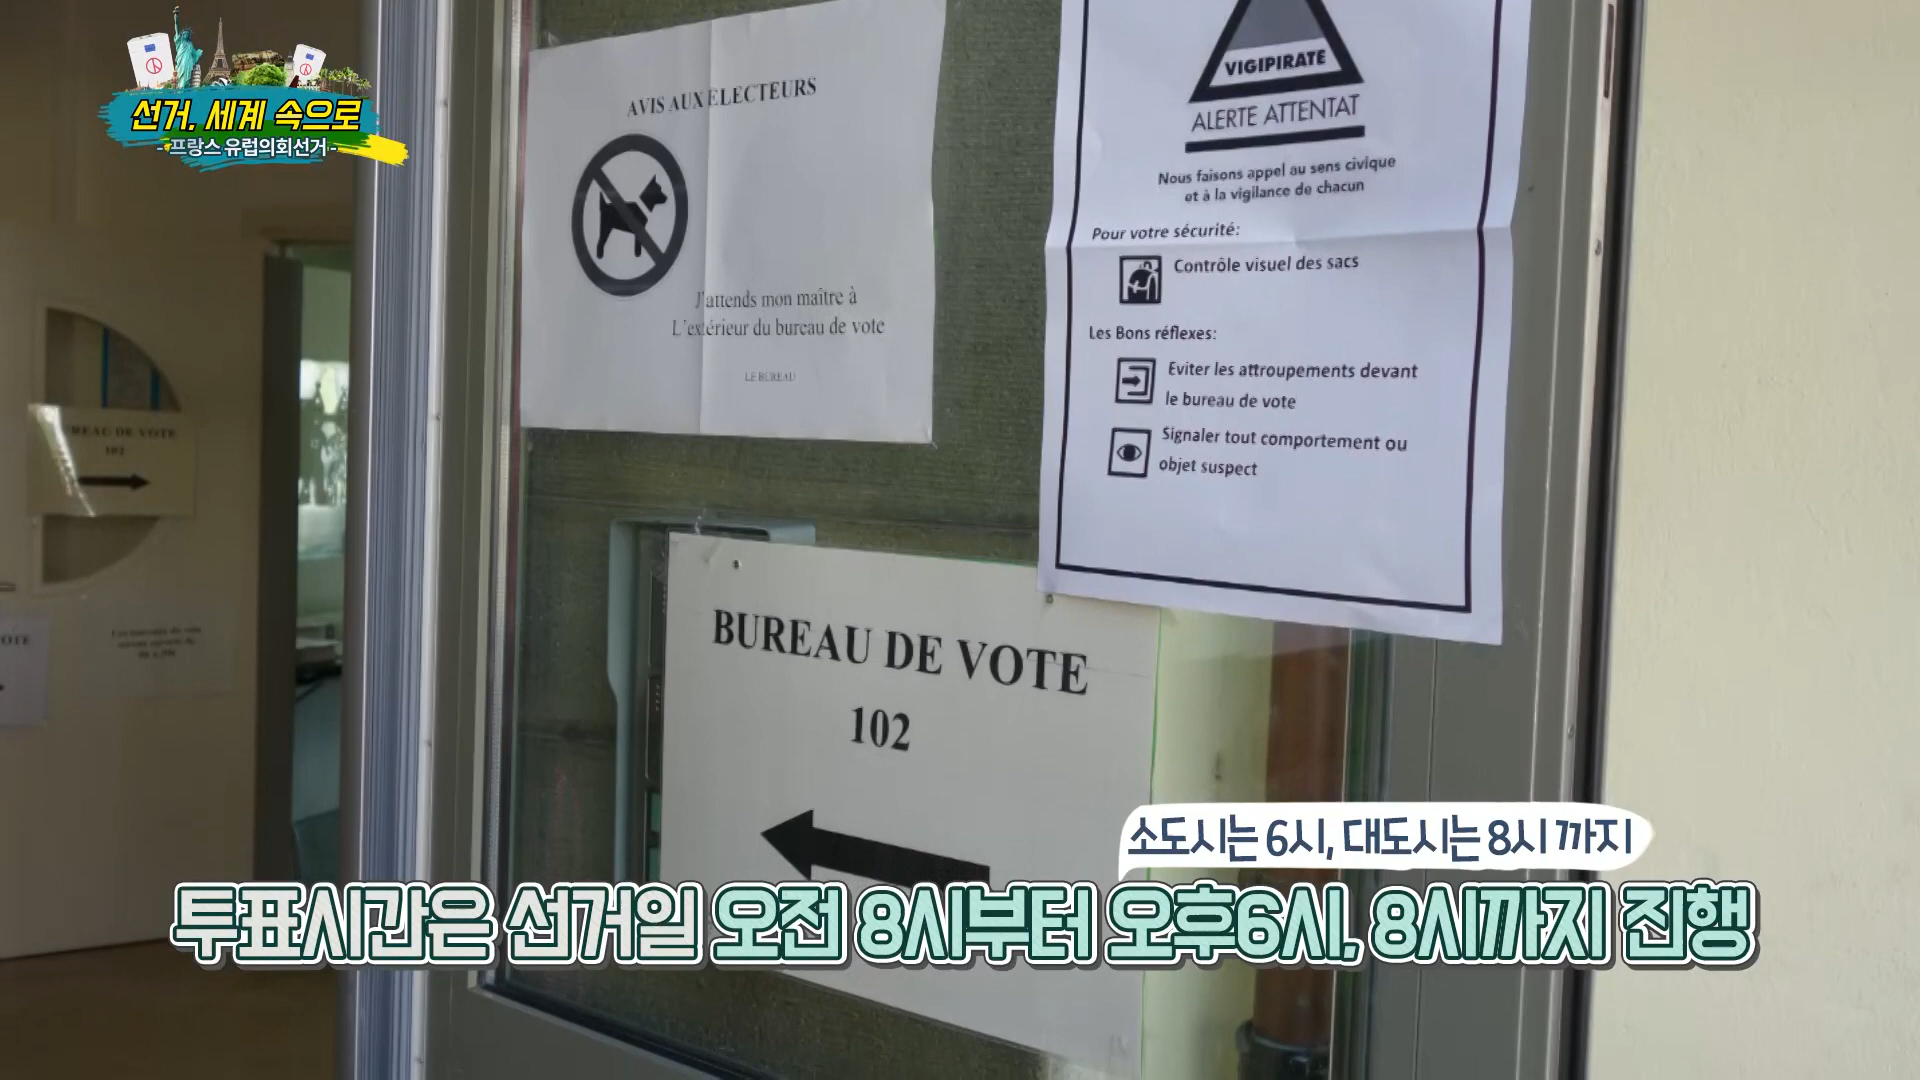 선거, 세계 속으로
- 프랑스 유럽의회선거 -
AVIS AUX ELECTEURS
J'attends mon maître à
L'extérieur du bureau de vote
LE BUREAU
VIGIPIRATE
ALERTE ATTENTAT
Nous faisons appel au sens civique
et à la vigilance de chacun
Pour votre sécurité:
Contrôle visuel des sacs
Les Bons réflexes:
Eviter les attroupements devant
le bureau de vote
Signaler tout comportement ou
objet suspect
BUREAU DE VOTE
102
DE VOTE
102
소도시는 6시, 대도시는 8시 까지
투표시간은 선거일 오전 8시부터 오후6시, 8시까지 진행